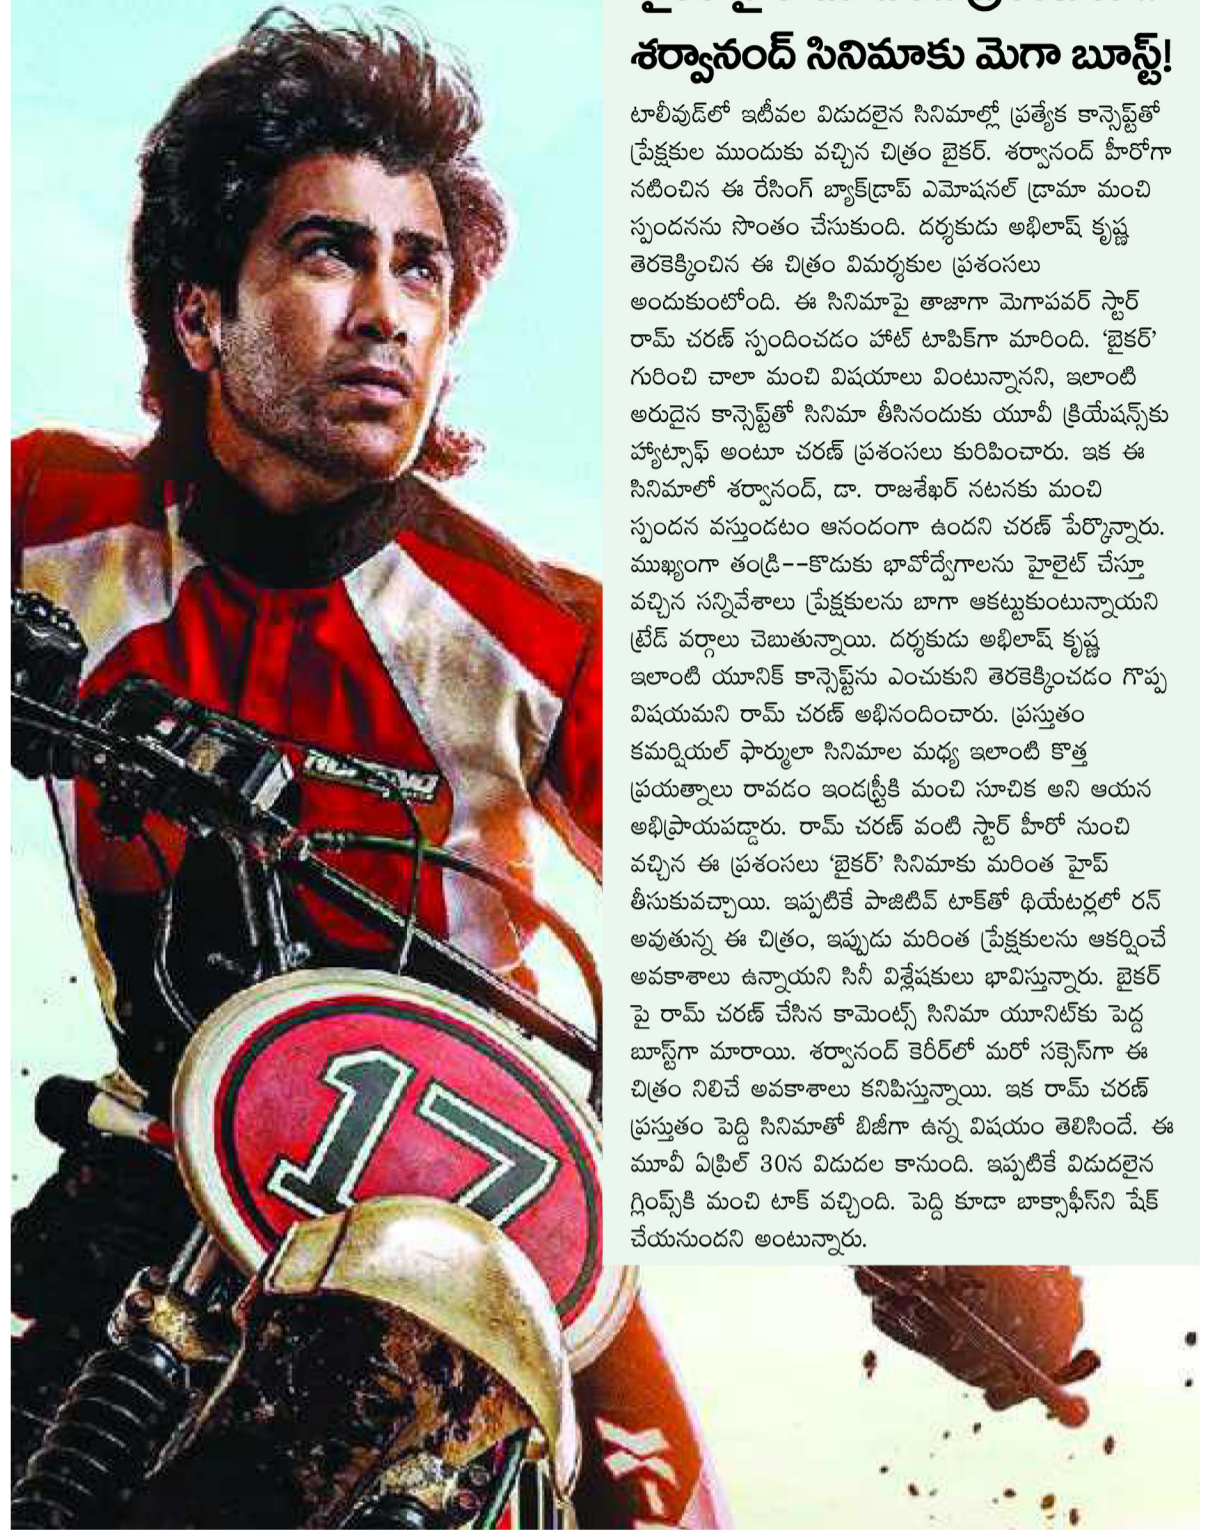 శర్వానంద్ సినిమాకు మెగా బూస్ట్!
టాలీవుడ్‌లో ఇటీవల విడుదలైన సినిమాల్లో ప్రత్యేక కాన్సెప్ట్‌తో
ప్రేక్షకుల ముందుకు వచ్చిన చిత్రం బైకర్. శర్వానంద్ హీరోగా
నటించిన ఈ రేసింగ్ బ్యాక్‌డ్రాప్ ఎమోషనల్ డ్రామా మంచి
స్పందనను సొంతం చేసుకుంది. దర్శకుడు అభిలాష్ కృష్ణ
తెరకెక్కించిన ఈ చిత్రం విమర్శకుల ప్రశంసలు
అందుకుంటోంది. ఈ సినిమాపై తాజాగా మెగాపవర్ స్టార్
రామ్ చరణ్ స్పందించడం హాట్ టాపిక్‌గా మారింది. ‘బైకర్’
గురించి చాలా మంచి విషయాలు వింటున్నానని, ఇలాంటి
అరుదైన కాన్సెప్ట్‌తో సినిమా తీసినందుకు యూవీ క్రియేషన్స్‌కు
హ్యాట్సాఫ్ అంటూ చరణ్ ప్రశంసలు కురిపించారు. ఇక ఈ
సినిమాలో శర్వానంద్, డా. రాజశేఖర్ నటనకు మంచి
స్పందన వస్తుండటం ఆనందంగా ఉందని చరణ్ పేర్కొన్నారు.
ముఖ్యంగా తండ్రి--కొడుకు భావోద్వేగాలను హైలైట్ చేస్తూ
వచ్చిన సన్నివేశాలు ప్రేక్షకులను బాగా ఆకట్టుకుంటున్నాయని
ట్రేడ్ వర్గాలు చెబుతున్నాయి. దర్శకుడు అభిలాష్ కృష్ణ
ఇలాంటి యూనిక్ కాన్సెప్ట్‌ను ఎంచుకుని తెరకెక్కించడం గొప్ప
విషయమని రామ్ చరణ్ అభినందించారు. ప్రస్తుతం
కమర్షియల్ ఫార్ములా సినిమాల మధ్య ఇలాంటి కొత్త
ప్రయత్నాలు రావడం ఇండస్ట్రీకి మంచి సూచిక అని ఆయన
అభిప్రాయపడ్డారు. రామ్ చరణ్ వంటి స్టార్ హీరో నుంచి
వచ్చిన ఈ ప్రశంసలు ‘బైకర్’ సినిమాకు మరింత హైప్
తీసుకువచ్చాయి. ఇప్పటికే పాజిటివ్ టాక్‌తో థియేటర్లలో రన్
అవుతున్న ఈ చిత్రం, ఇప్పుడు మరింత ప్రేక్షకులను ఆకర్షించే
అవకాశాలు ఉన్నాయని సినీ విశ్లేషకులు భావిస్తున్నారు. బైకర్
పై రామ్ చరణ్ చేసిన కామెంట్స్ సినిమా యూనిట్‌కు పెద్ద
బూస్ట్‌గా మారాయి. శర్వానంద్ కెరీర్‌లో మరో సక్సెస్‌గా ఈ
చిత్రం నిలిచే అవకాశాలు కనిపిస్తున్నాయి. ఇక రామ్ చరణ్
ప్రస్తుతం పెద్ది సినిమాతో బిజీగా ఉన్న విషయం తెలిసిందే. ఈ
మూవీ ఏప్రిల్ 30న విడుదల కానుంది. ఇప్పటికే విడుదలైన
గ్లింప్స్‌కి మంచి టాక్ వచ్చింది. పెద్ది కూడా బాక్సాఫీస్‌ని షేక్
చేయనుందని అంటున్నారు.
17